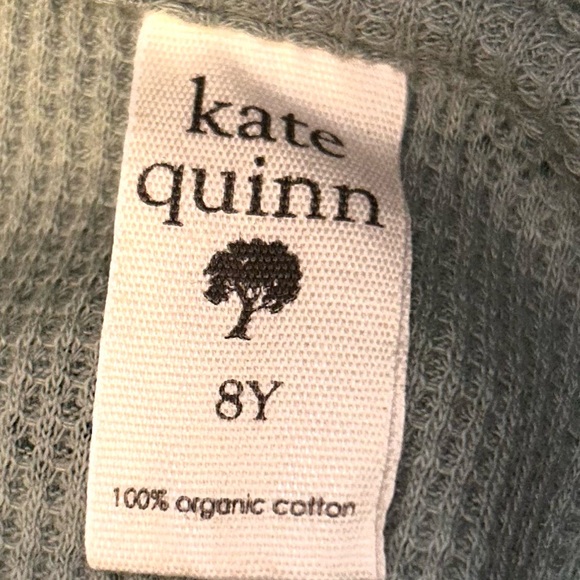 kate
quinn
8Y
100% organic cotton